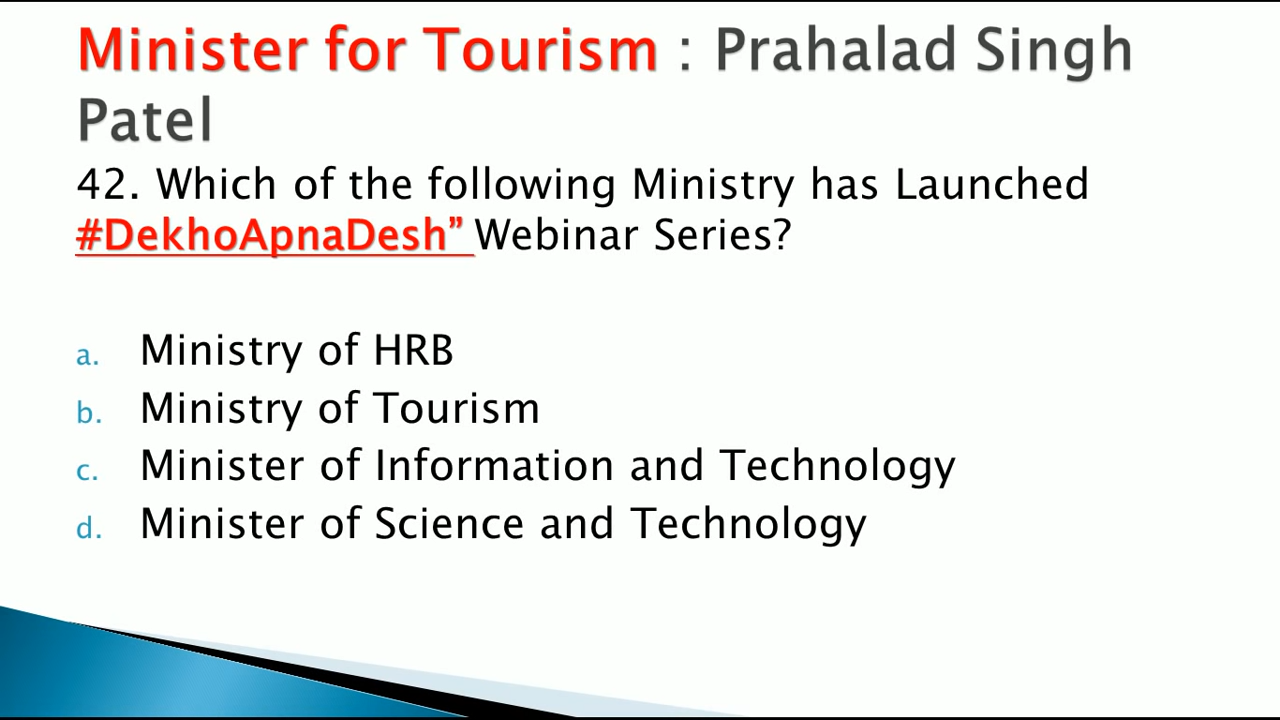 Minister for Tourism : Prahalad Singh
Patel
42. Which of the following Ministry has Launched
#DekhoApnaDesh” Webinar Series?
a. Ministry of HRB
b. Ministry of Tourism
c. Minister of Information and Technology
d. Minister of Science and Technology